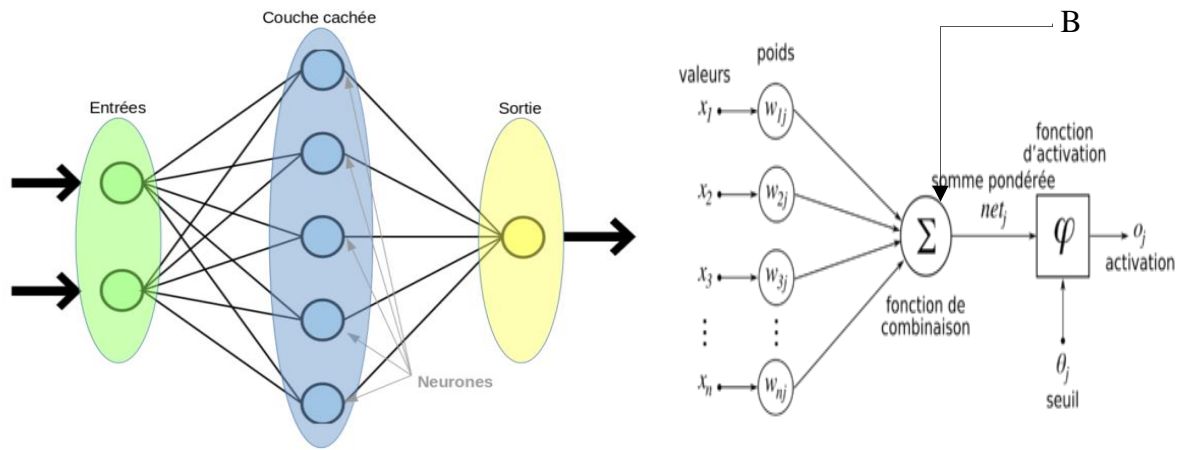 Couche cachée
Entrées
Sortie
Neurones
B
poids
valeurs
x1
w1j
x2
w2j
x3
w3j
⋮
⋮
xn
wnj
Σ
fonction de
combinaison
somme pondérée
netj
fonction
d'activation
φ
oj
activation
θj
seuil